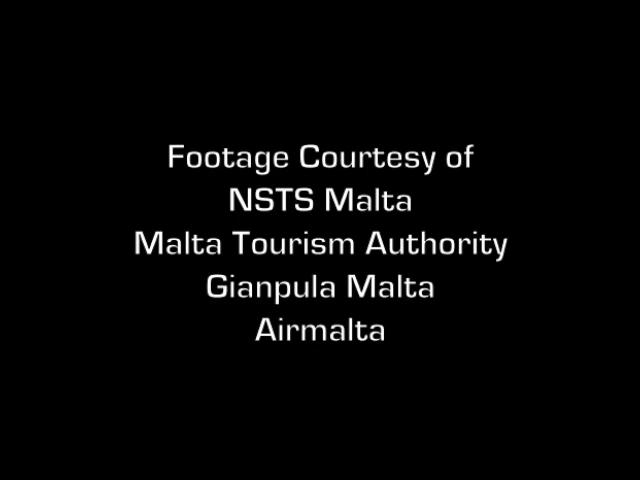 Footage Courtesy of
NSTS Malta
Malta Tourism Authority
Gianpula Malta
Airmalta